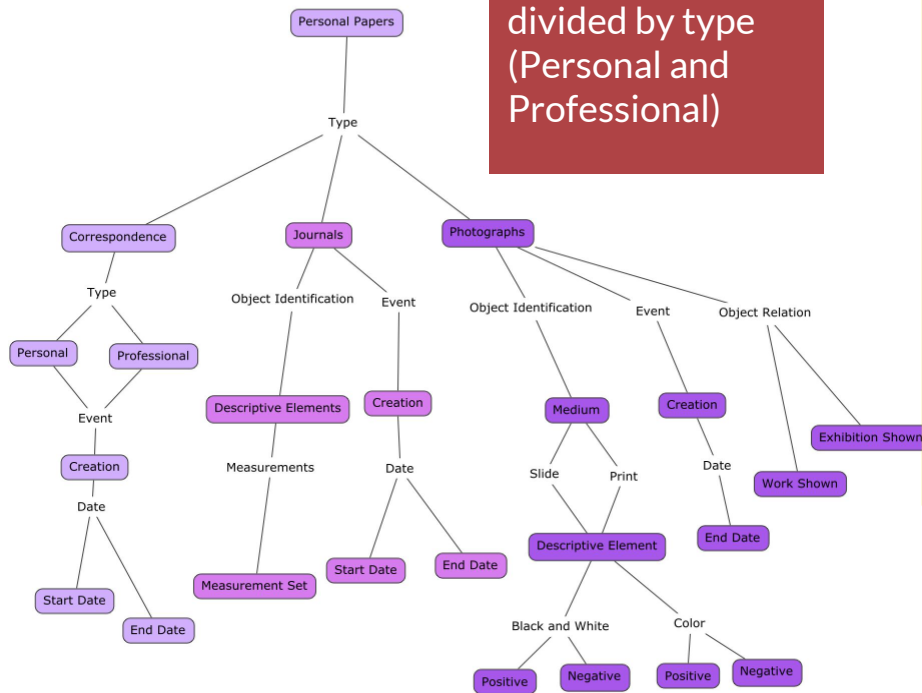 Personal Papers
divided by type
(Personal and
Professional)
Type
Correspondence
Journals
Photographs
Type
Object Identification
Event
Object Identification
Event
Object Relation
Personal
Professional
Descriptive Elements
Creation
Medium
Creation
Exhibition Shown
Event
Creation
Measurements
Date
Slide
Print
Date
Work Shown
Date
Descriptive Element
End Date
Start Date
End Date
Measurement Set
Start Date
End Date
Black and White
Color
Positive
Negative
Positive
Negative